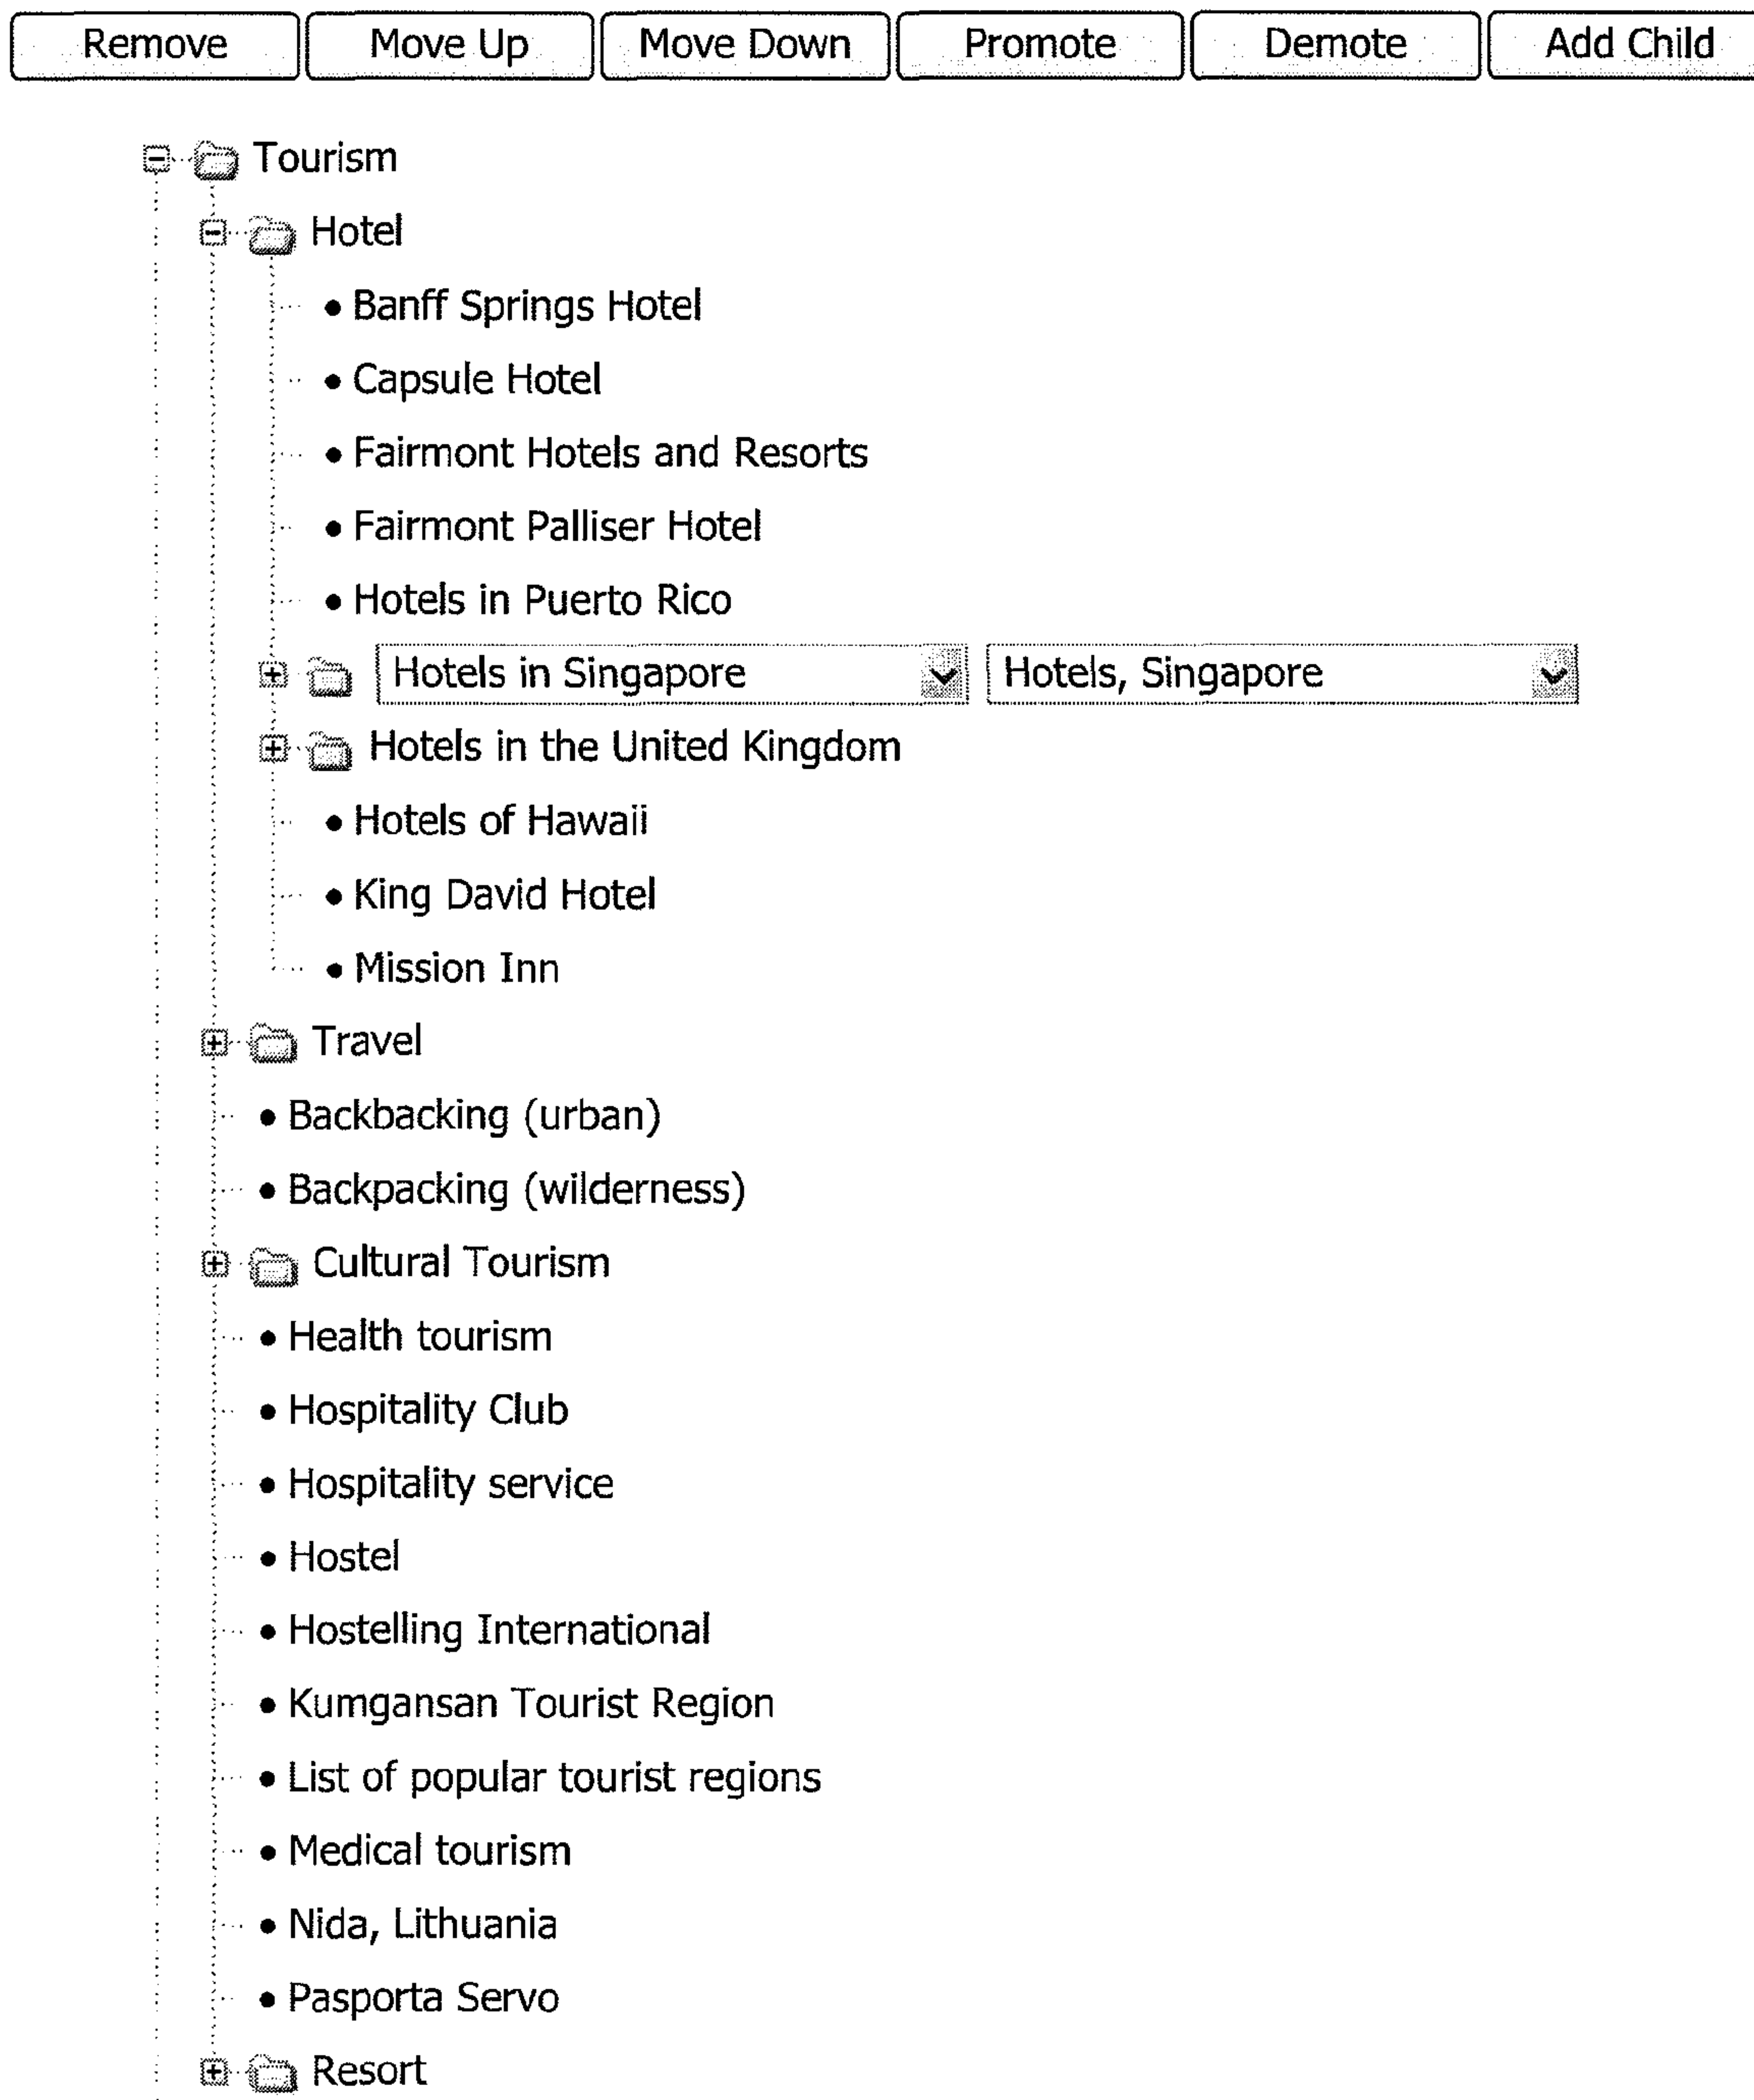 Remove Move Up Move Down Promote Demote Add Child
Tourism
Hotel
Banff Springs Hotel
Capsule Hotel
Fairmont Hotels and Resorts
Fairmont Palliser Hotel
Hotels in Puerto Rico
Hotels in Singapore Hotels, Singapore
Hotels in the United Kingdom
Hotels of Hawaii
King David Hotel
Mission Inn
Travel
Backbacking (urban)
Backpacking (wilderness)
Cultural Tourism
Health tourism
Hospitality Club
Hospitality service
Hostel
Hostelling International
Kumgansan Tourist Region
List of popular tourist regions
Medical tourism
Nida, Lithuania
Pasporta Servo
Resort